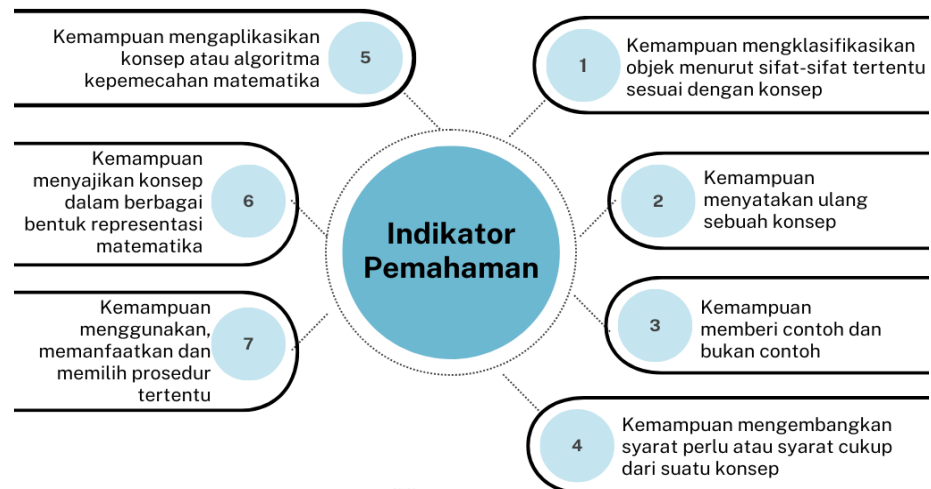 Indikator
Pemahaman
1
Kemampuan mengklasifikasikan
objek menurut sifat-sifat tertentu
sesuai dengan konsep
2
Kemampuan
menyatakan ulang
sebuah konsep
3
Kemampuan
memberi contoh dan
bukan contoh
4
Kemampuan mengembangkan
syarat perlu atau syarat cukup
dari suatu konsep
5
Kemampuan mengaplikasikan
konsep atau algoritma
kepemecahan matematika
6
Kemampuan
menyajikan konsep
dalam berbagai
bentuk representasi
matematika
7
Kemampuan
menggunakan,
memanfaatkan dan
memilih prosedur
tertentu